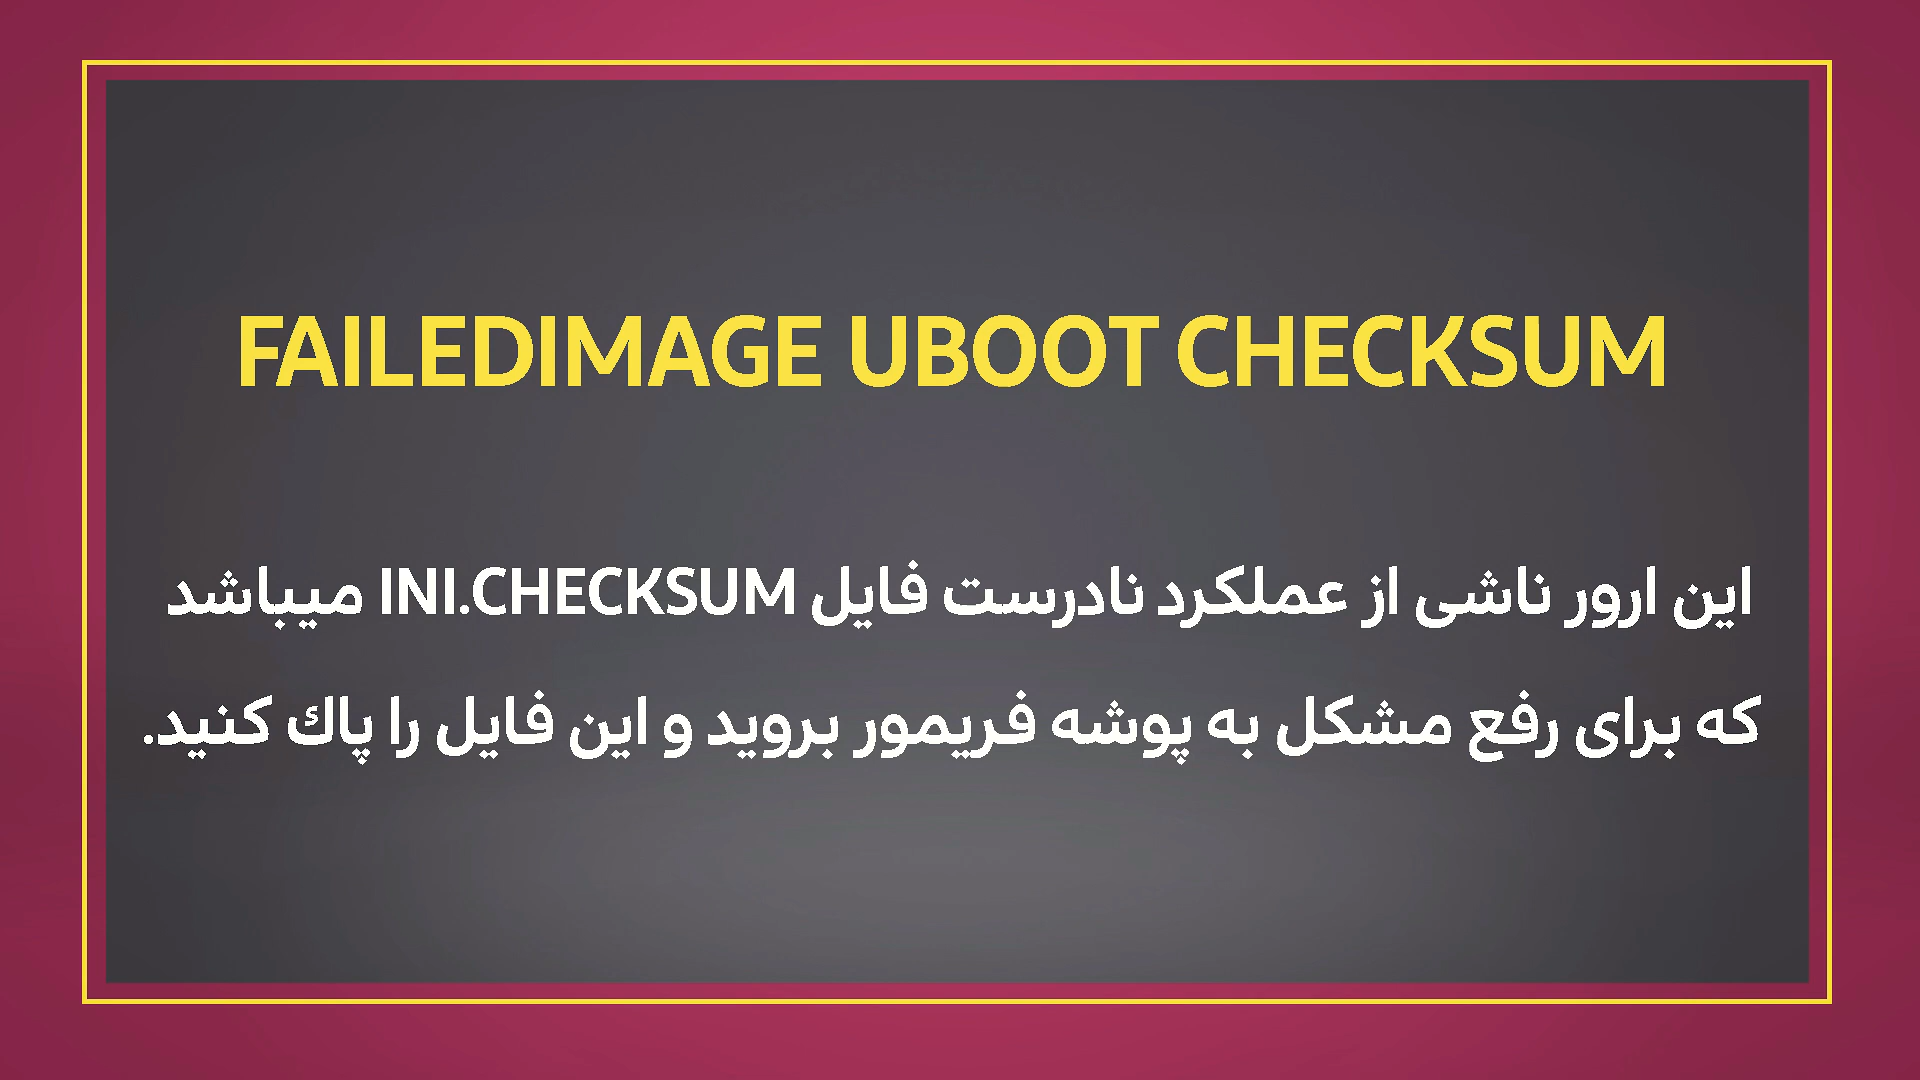 FAILEDIMAGE UBOOT CHECKSUM
این ارور ناشی از عملکرد نادرست فایل INI.CHECKSUM میباشد
که برای رفع مشکل به پوشه فریمور بروید و این فایل را پاك کنید.